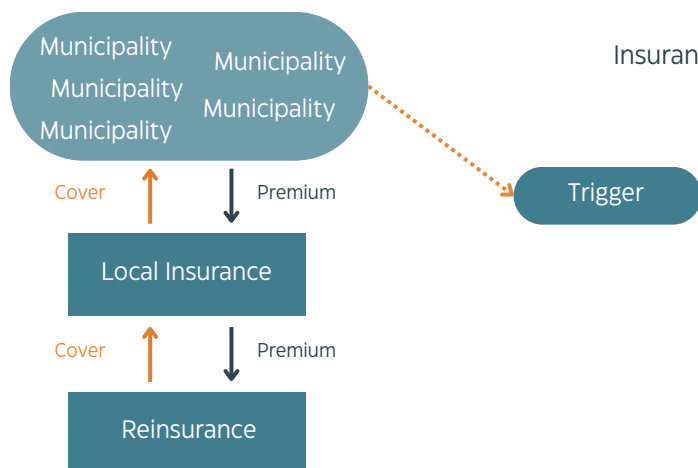 Municipality
Municipality
Municipality
Municipality
Municipality
Insuran
Trigger
Cover
Premium
Local Insurance
Cover
Premium
Reinsurance